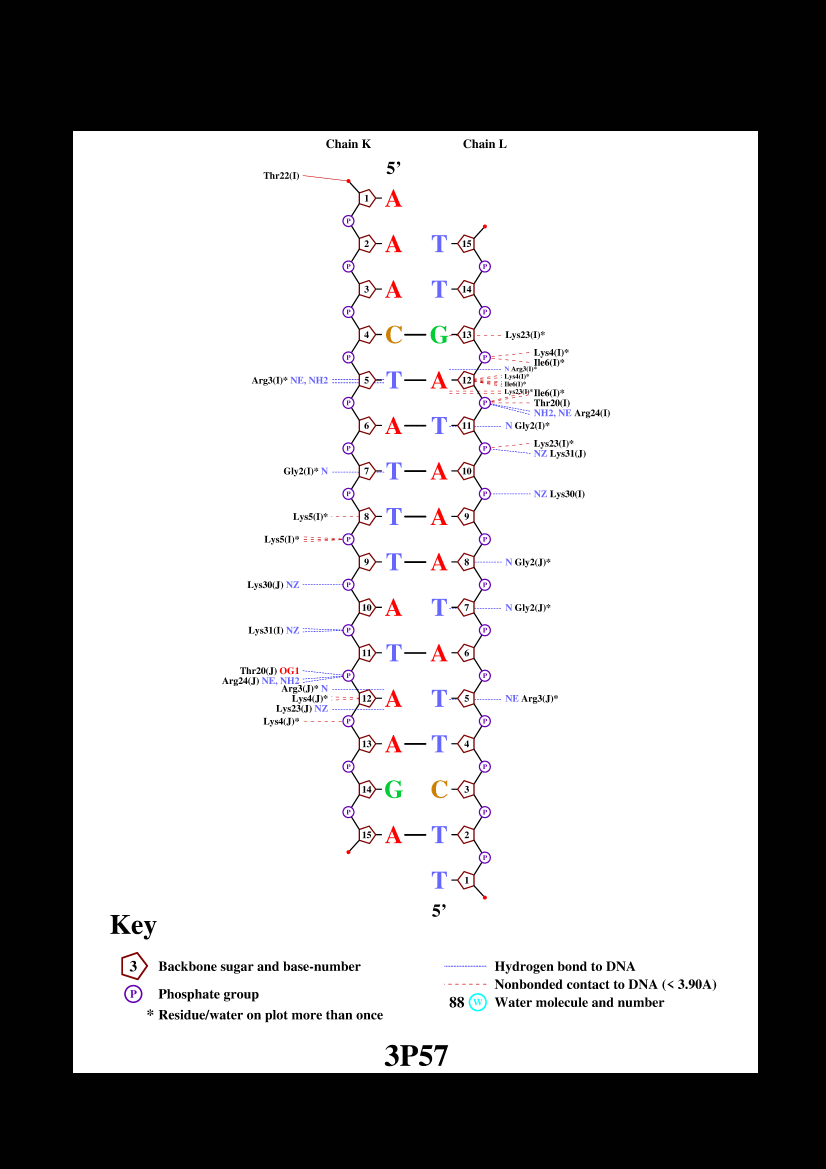 Chain K Chain L
5’
Thr22(I)
1 A
P
2 A T 15
P P
3 A T 14
P P
4 C G 13 Lys23(I)*
P P Lys4(I)*
Ile6(I)*
N Arg3(I)*
Lys4(I)*
Arg3(I)* NE, NH2 5 T A 12
Ile6(I)*
Lys23(I)*
Ile6(I)*
P P Thr20(I)
NH2, NE Arg24(I)
6 A T 11 N Gly2(I)*
P P Lys23(I)*
NZ Lys31(J)
Gly2(I)* N 7 T A 10
P P NZ Lys30(I)
Lys5(I)* 8 T A 9
Lys5(I)* P P
9 T A 8 N Gly2(J)*
Lys30(J) NZ P P
10 A T 7 N Gly2(J)*
Lys31(I) NZ P P
11 T A 6
Thr20(J) OG1
P P
Arg24(J) NE, NH2
Arg3(J)* N
Lys4(J)* 12 A T 5 NE Arg3(J)*
Lys23(J) NZ
Lys4(J)* P P
13 A T 4
P P
14 G C 3
P P
15 A T 2
P
T 1
5’
Key
3 Backbone sugar and base-number
P Phosphate group
* Residue/water on plot more than once
Hydrogen bond to DNA
Nonbonded contact to DNA (< 3.90A)
88 W Water molecule and number
3P57